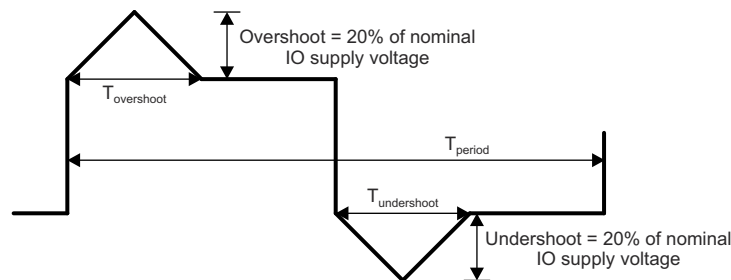 Overshoot = 20% of nominal
IO supply voltage
Tovershoot
Tperiod
Tundershoot
Undershoot = 20% of nominal
IO supply voltage